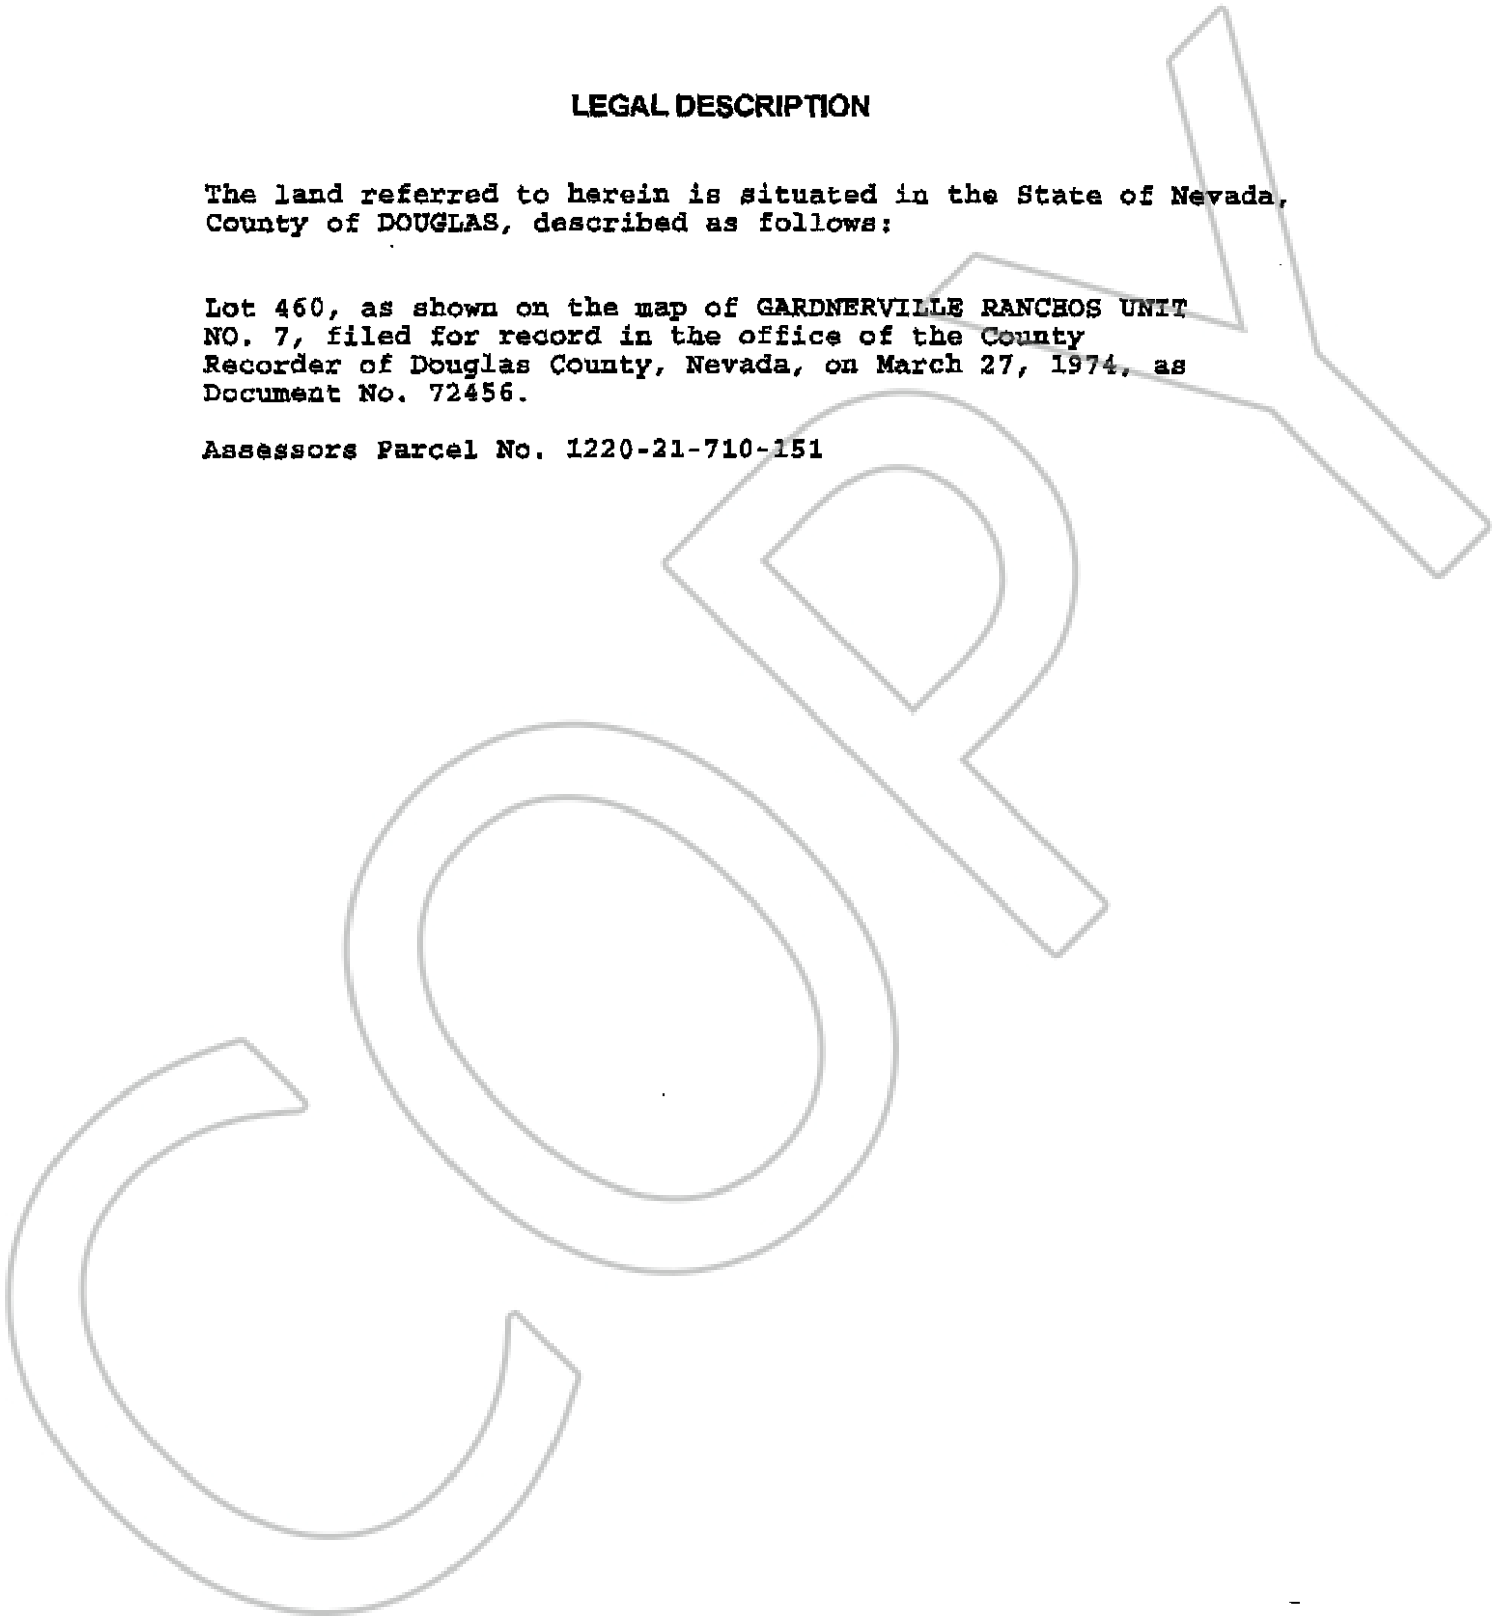 LEGAL DESCRIPTION
The land referred to herein is situated in the State of Nevada,
County of DOUGLAS, described as follows:
Lot 460, as shown on the map of GARDNERVILLE RANCHOS UNIT
NO. 7, filed for record in the office of the County
Recorder of Douglas County, Nevada, on March 27, 1974, as
Document No. 72456.
Assessors Parcel No. 1220-21-710-151
COPY